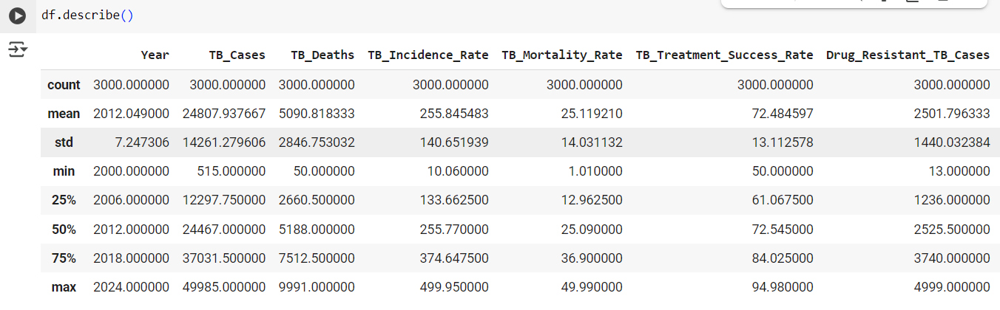 df.describe()
Year TB_Cases TB_Deaths TB_Incidence_Rate TB_Mortality_Rate TB_Treatment_Success_Rate Drug_Resistant_TB_Cases
count 3000.000000 3000.000000 3000.000000 3000.000000 3000.000000 3000.000000 3000.000000
mean 2012.049000 24807.937667 5090.818333 255.845483 25.119210 72.484597 2501.796333
std 7.247306 14261.279606 2846.753032 140.651939 14.031132 13.112578 1440.032384
min 2000.000000 515.000000 50.000000 10.060000 1.010000 50.000000 13.000000
25% 2006.000000 12297.750000 2660.500000 133.662500 12.962500 61.067500 1236.000000
50% 2012.000000 24467.000000 5188.000000 255.770000 25.090000 72.545000 2525.500000
75% 2018.000000 37031.500000 7512.500000 374.647500 36.900000 84.025000 3740.000000
max 2024.000000 49985.000000 9991.000000 499.950000 49.990000 94.980000 4999.000000